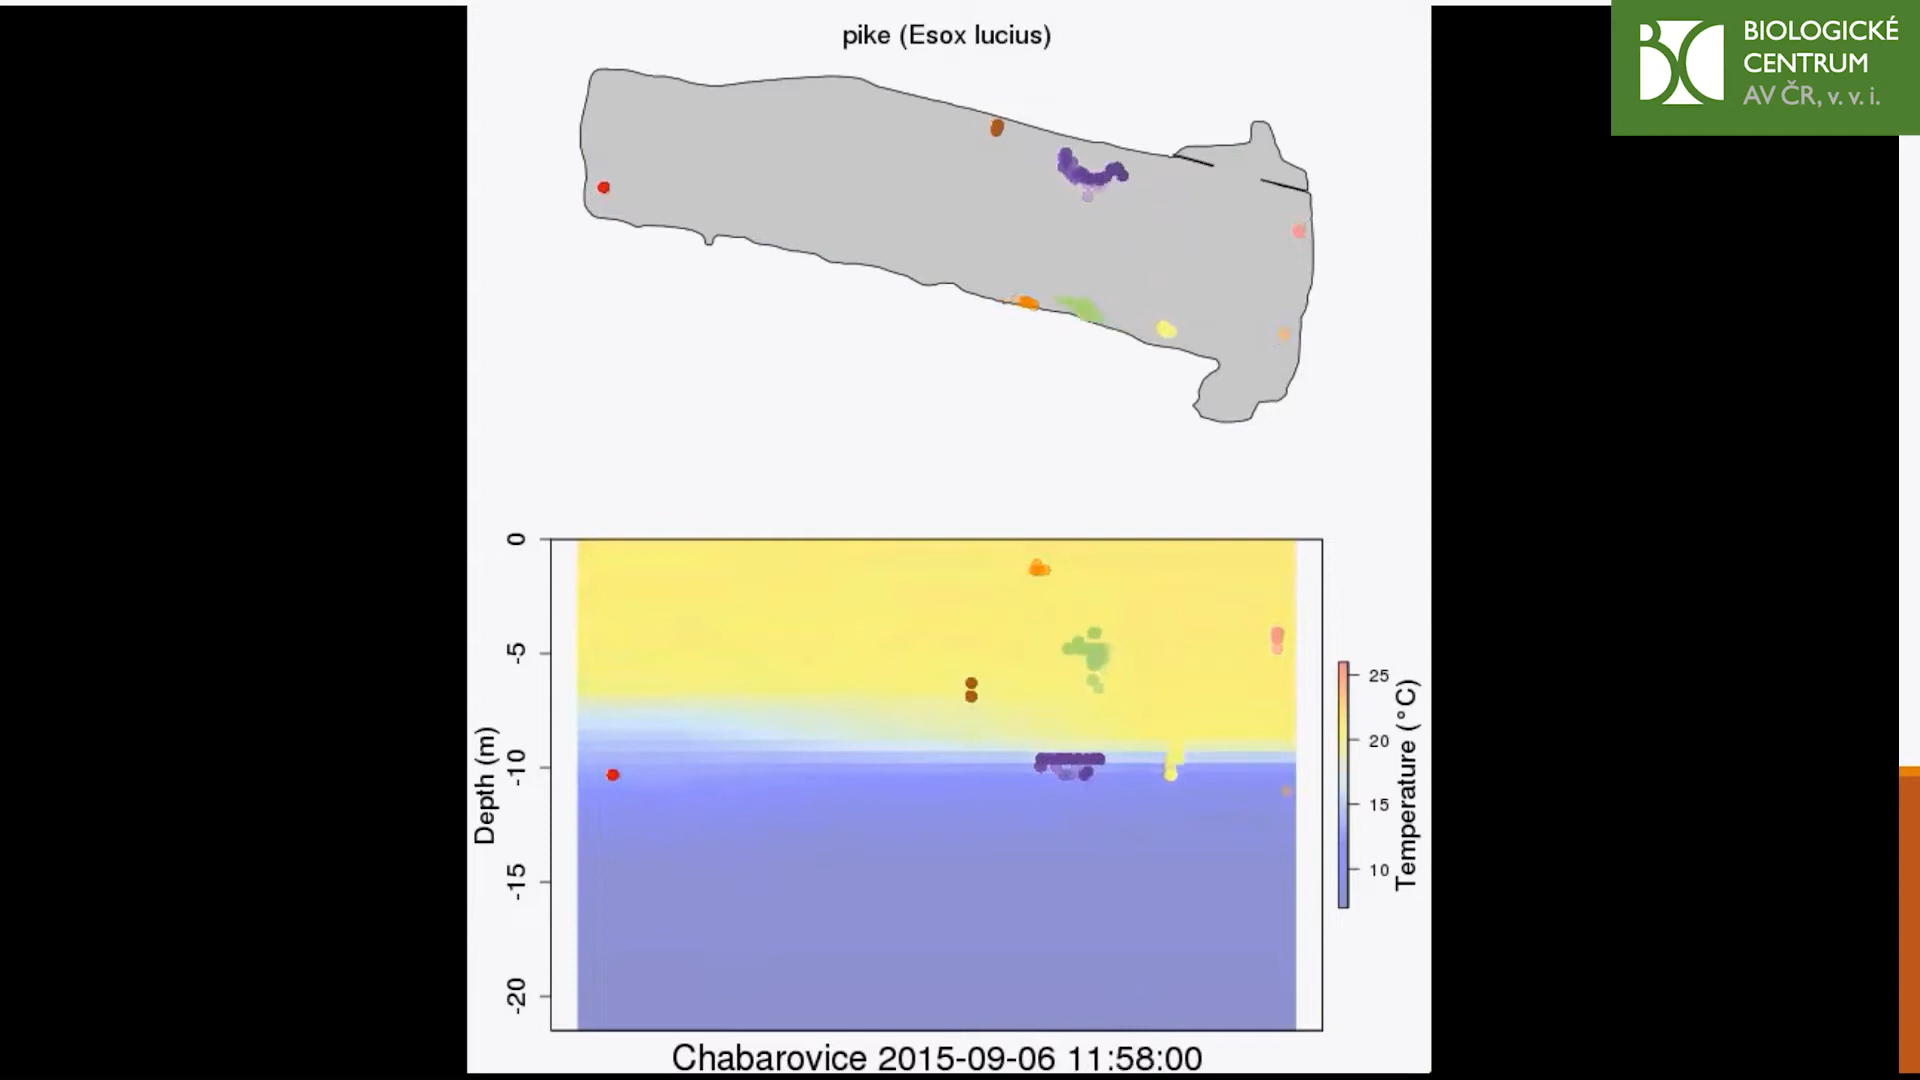 pike (Esox lucius)
BIOLOGICKÉ
CENTRUM
AV ČR, v. v. i.
0
-5
-10
-15
-20
Depth (m)
25
20
15
10
Temperature (°C)
Chabarovice 2015-09-06 11:58:00